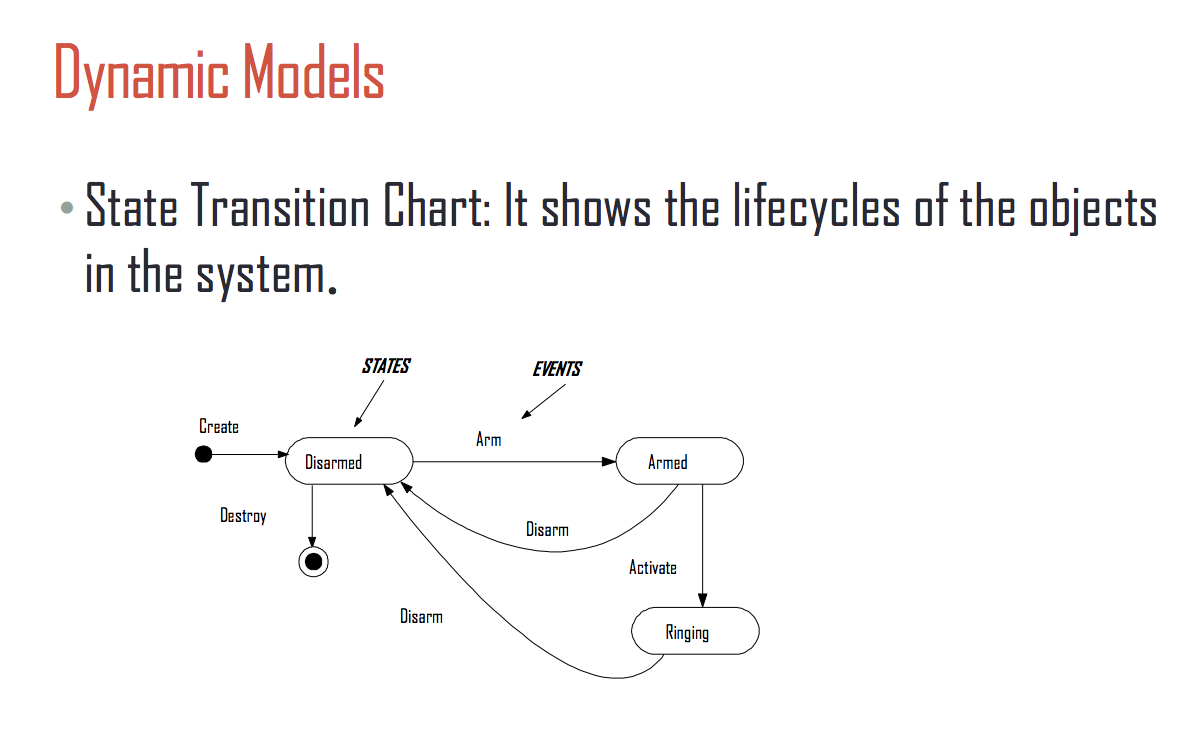 Dynamic Models
• State Transition Chart: It shows the lifecycles of the objects
in the system.
STATES
EVENTS
Create
Arm
Disarmed
Armed
Destroy
Disarm
Activate
Disarm
Ringing